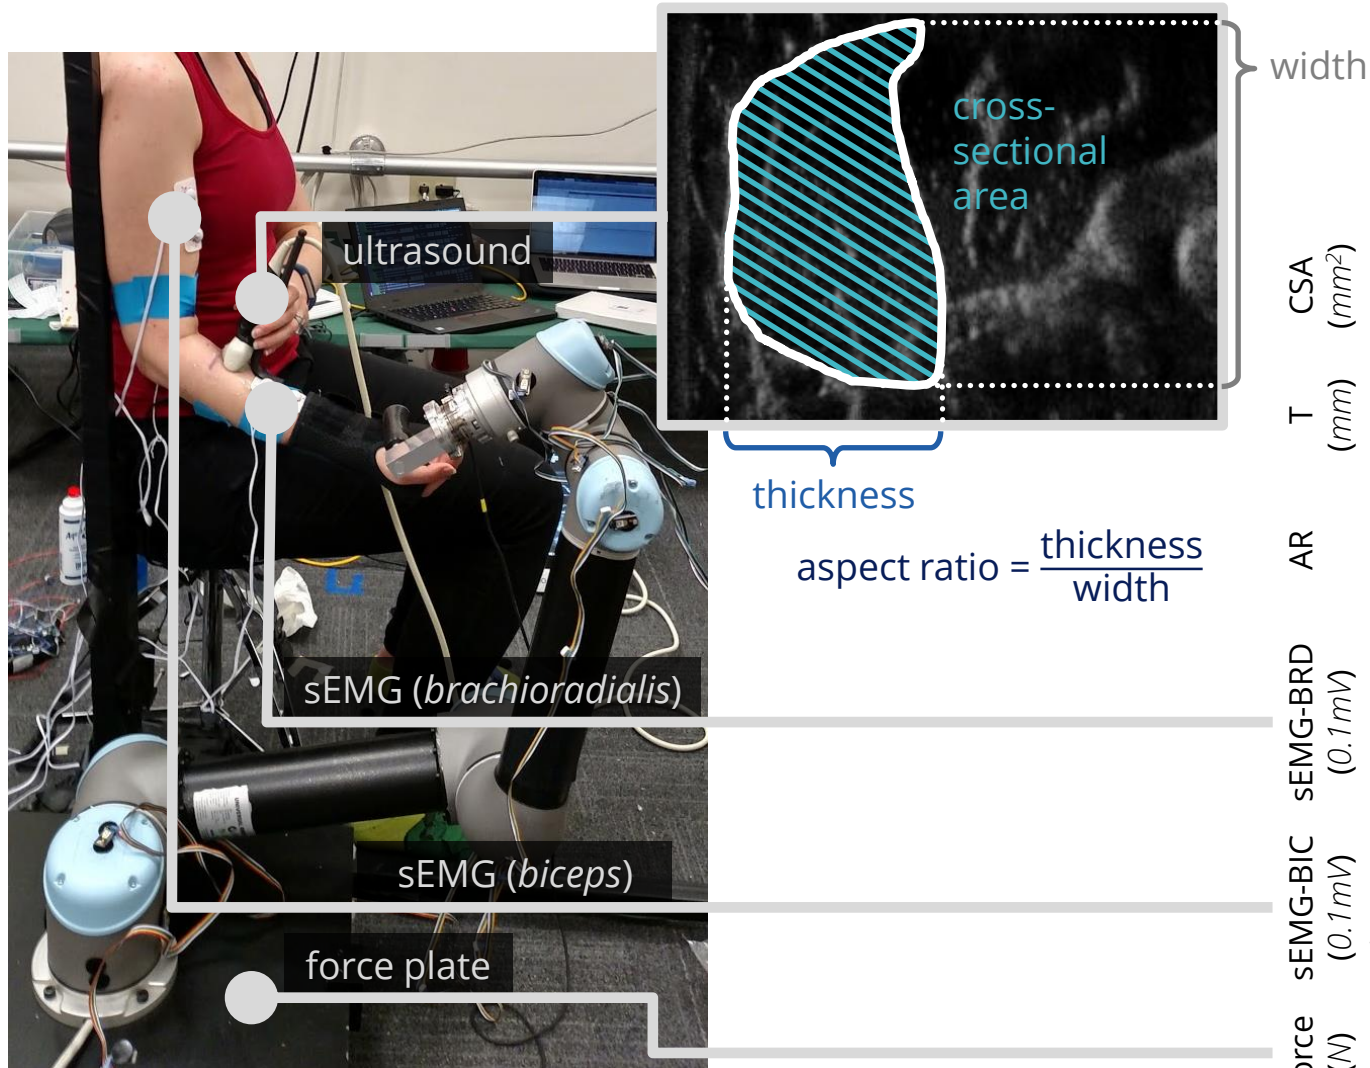 width
cross-
sectional
area
ultrasound
CSA
(mm²)
T
(mm)
thickness
aspect ratio = thickness
width
AR
sEMG (brachioradialis)
sEMG-BRD
(0.1mV)
sEMG (biceps)
sEMG-BIC
(0.1mV)
force plate
orce
(N)